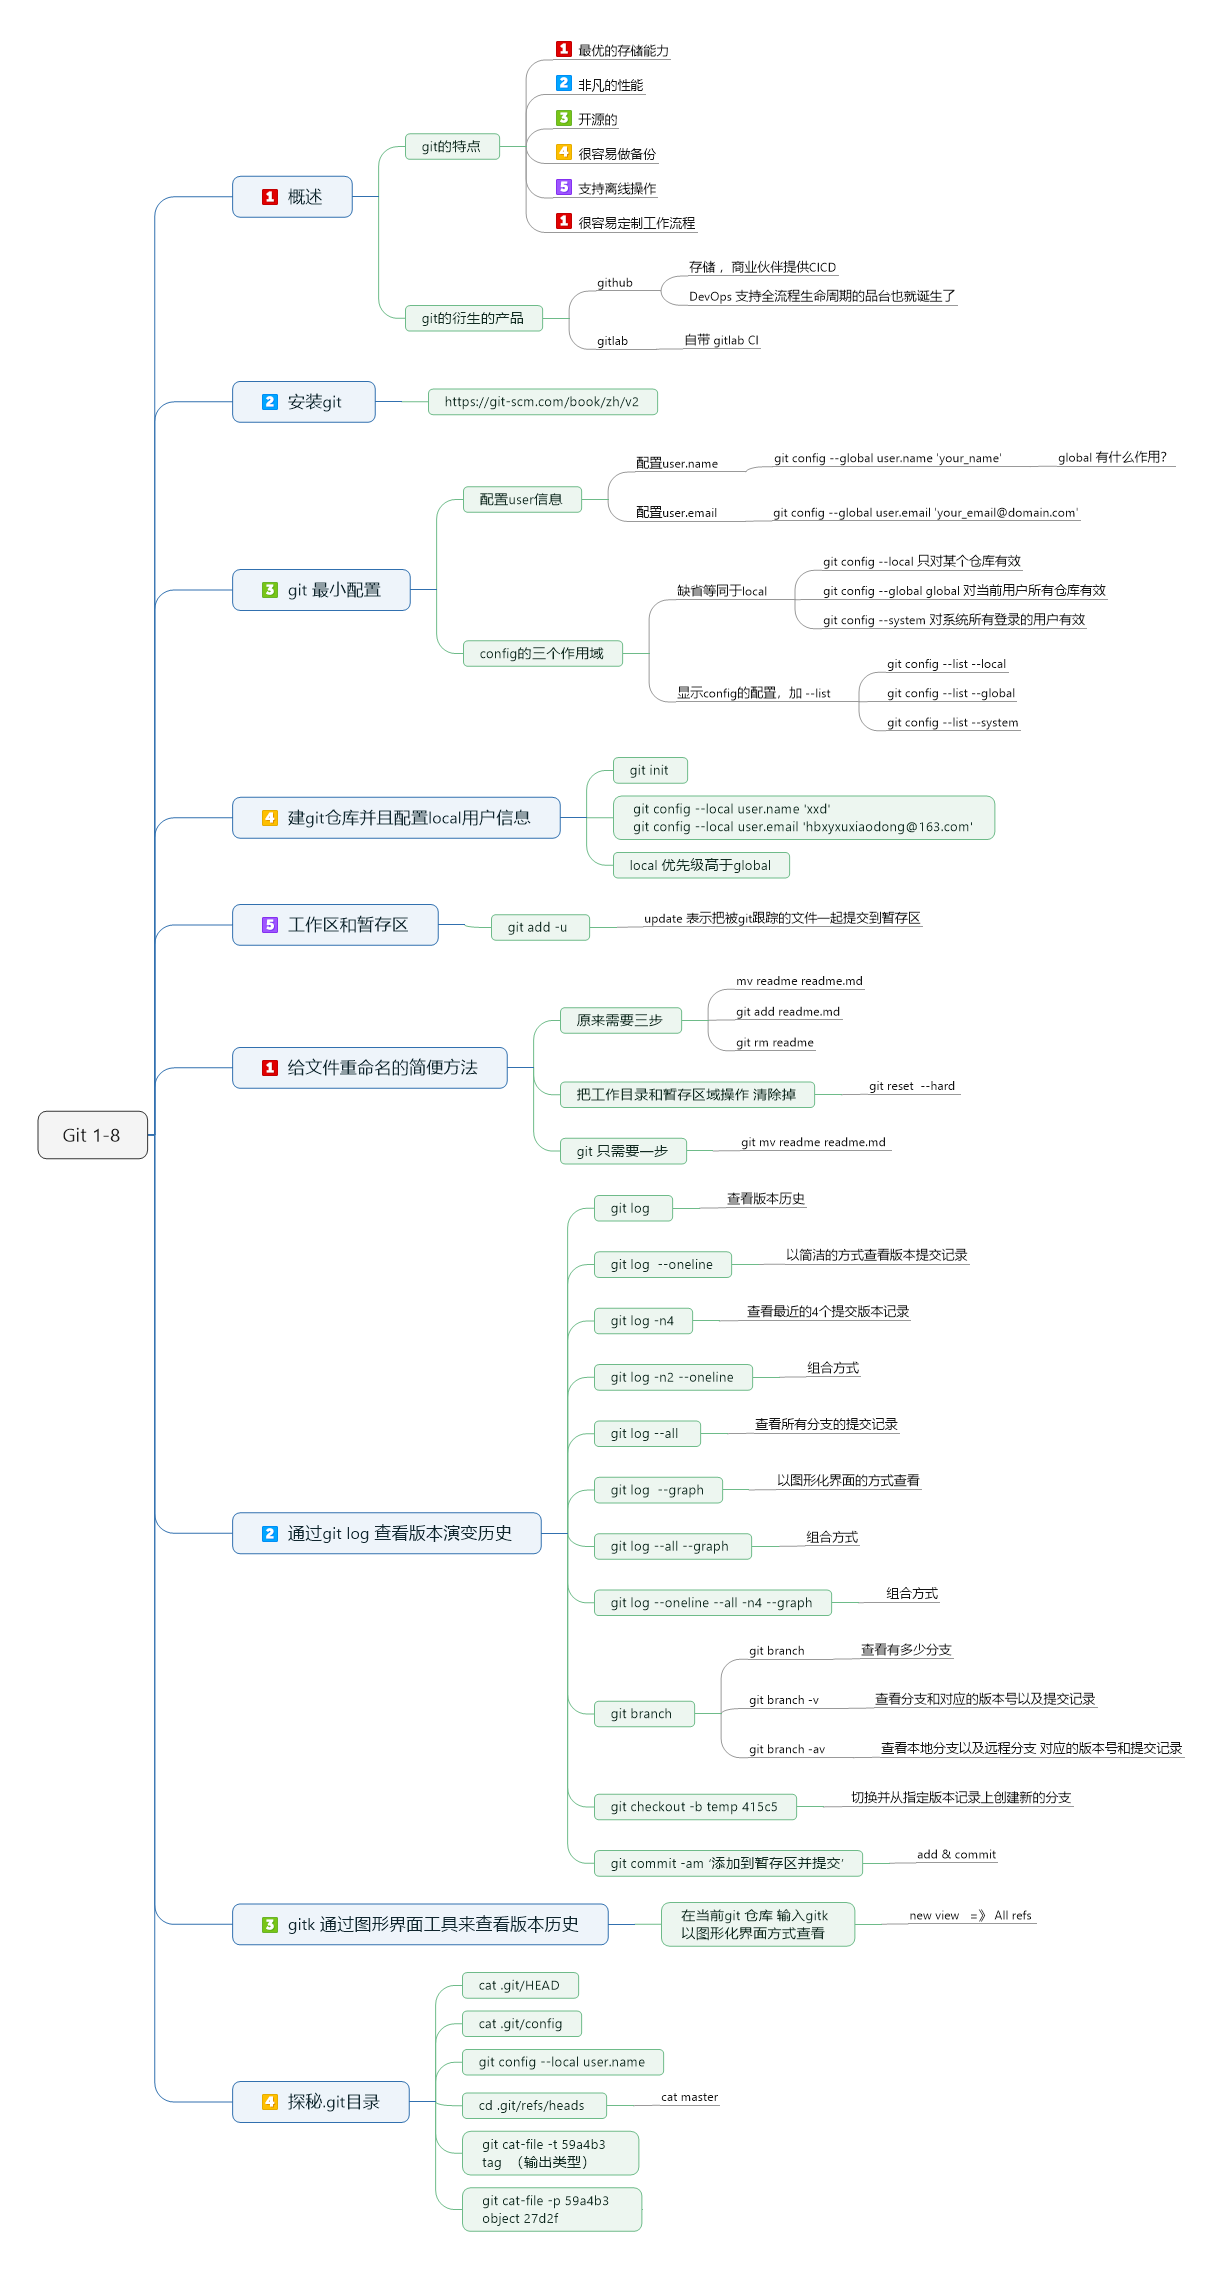 Git 1-8
1 概述
git的特点
1 最优的存储能力
2 非凡的性能
3 开源的
4 很容易做备份
5 支持离线操作
1 很容易定制工作流程
git的衍生的产品
github
存储 ，商业伙伴提供CICD
DevOps 支持全流程生命周期的品台也就诞生了
gitlab
自带 gitlab CI
2 安装git
https://git-scm.com/book/zh/v2
3 git 最小配置
配置user信息
配置user.name
git config --global user.name 'your_name'
global 有什么作用?
配置user.email
git config --global user.email 'your_email@domain.com'
config的三个作用域
缺省等同于local
git config --local 只对某个仓库有效
git config --global global 对当前用户所有仓库有效
git config --system 对系统所有登录的用户有效
显示config的配置，加 --list
git config --list --local
git config --list --global
git config --list --system
4 建git仓库并且配置local用户信息
git init
git config --local user.name 'xxd'
git config --local user.email 'hbxyxuxiaodong@163.com'
local 优先级高于global
5 工作区和暂存区
git add -u
update 表示把被git跟踪的文件一起提交到暂存区
1 给文件重命名的简便方法
原来需要三步
mv readme readme.md
git add readme.md
git rm readme
把工作目录和暂存区域操作 清除掉
git reset  --hard
git 只需要一步
git mv readme readme.md
2 通过git log 查看版本演变历史
git log
查看版本历史
git log  --oneline
以简洁的方式查看版本提交记录
git log -n4
查看最近的4个提交版本记录
git log -n2 --oneline
组合方式
git log --all
查看所有分支的提交记录
git log  --graph
以图形化界面的方式查看
git log --all --graph
组合方式
git log --oneline --all -n4 --graph
组合方式
git branch
git branch
查看有多少分支
git branch -v
查看分支和对应的版本号以及提交记录
git branch -av
查看本地分支以及远程分支 对应的版本号和提交记录
git checkout -b temp 415c5
切换并从指定版本记录上创建新的分支
git commit -am ‘添加到暂存区并提交’
add & commit
3 gitk 通过图形界面工具来查看版本历史
在当前git 仓库 输入gitk
以图形化界面方式查看
new view   =》 All refs
4 探秘.git目录
cat .git/HEAD
cat .git/config
git config --local user.name
cd .git/refs/heads
cat master
git cat-file -t 59a4b3
tag （输出类型）
git cat-file -p 59a4b3
object 27d2f